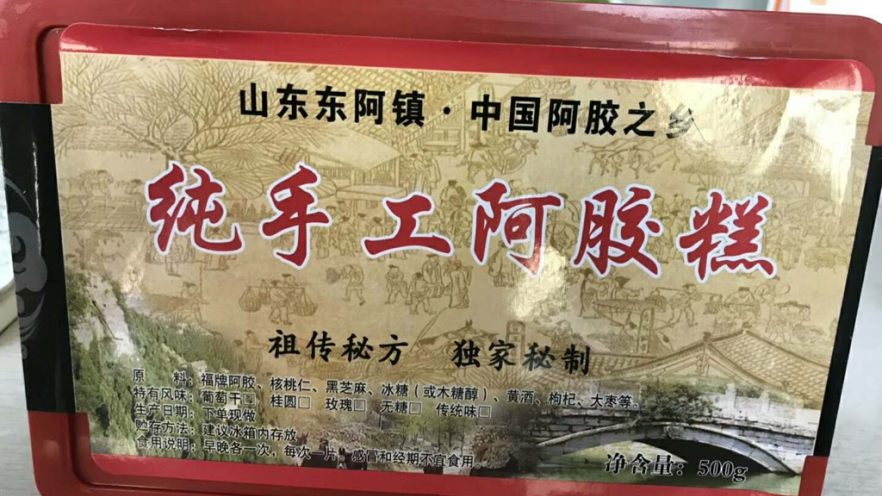 山东东阿镇·中国阿胶之乡
纯手工阿胶糕
祖传秘方 独家秘制
原 料：福牌阿胶、核桃仁、黑芝麻、冰糖（或木糖醇）、黄酒、枸杞、大枣等。
特有风味：葡萄干□ 桂圆□ 玫瑰□ 无糖□ 传统味□
生产日期：下单现做
贮存方法：建议冰箱内存放
食用说明：早晚各一次，每次一片，感冒和经期不宜食用。
净含量：500g